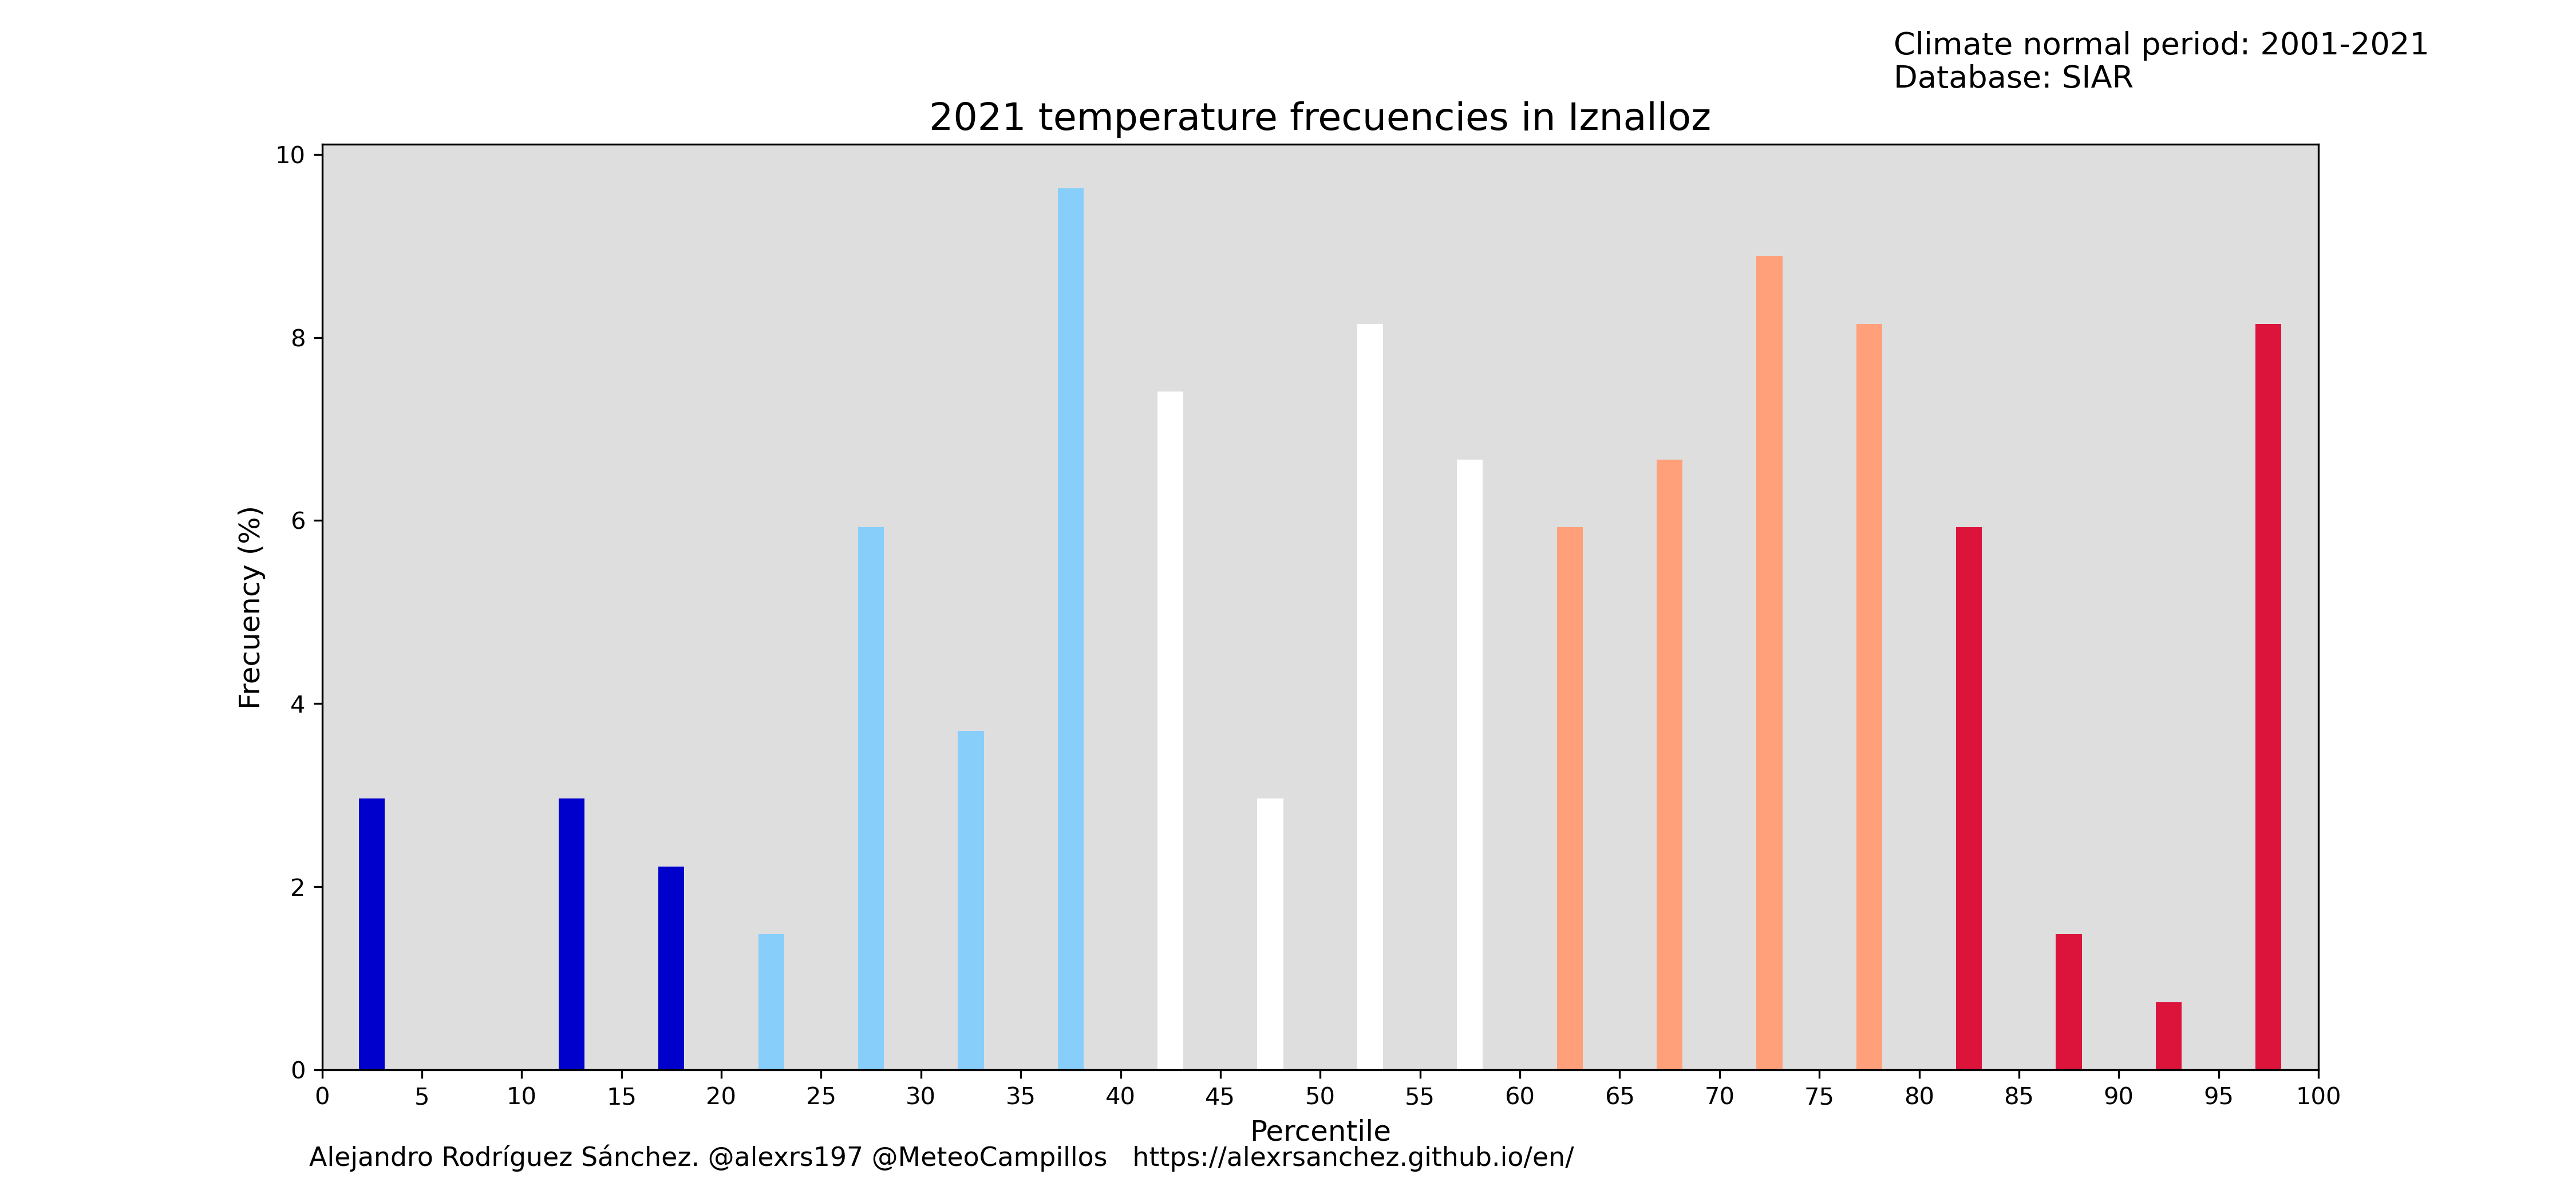 Climate normal period: 2001-2021
Database: SIAR
2021 temperature frecuencies in Iznalloz
10
8
6
4
2
0
Frecuency (%)
0 5 10 15 20 25 30 35 40 45 50 55 60 65 70 75 80 85 90 95 100
Percentile
Alejandro Rodríguez Sánchez. @alexrs197 @MeteoCampillos https://alexrsanchez.github.io/en/